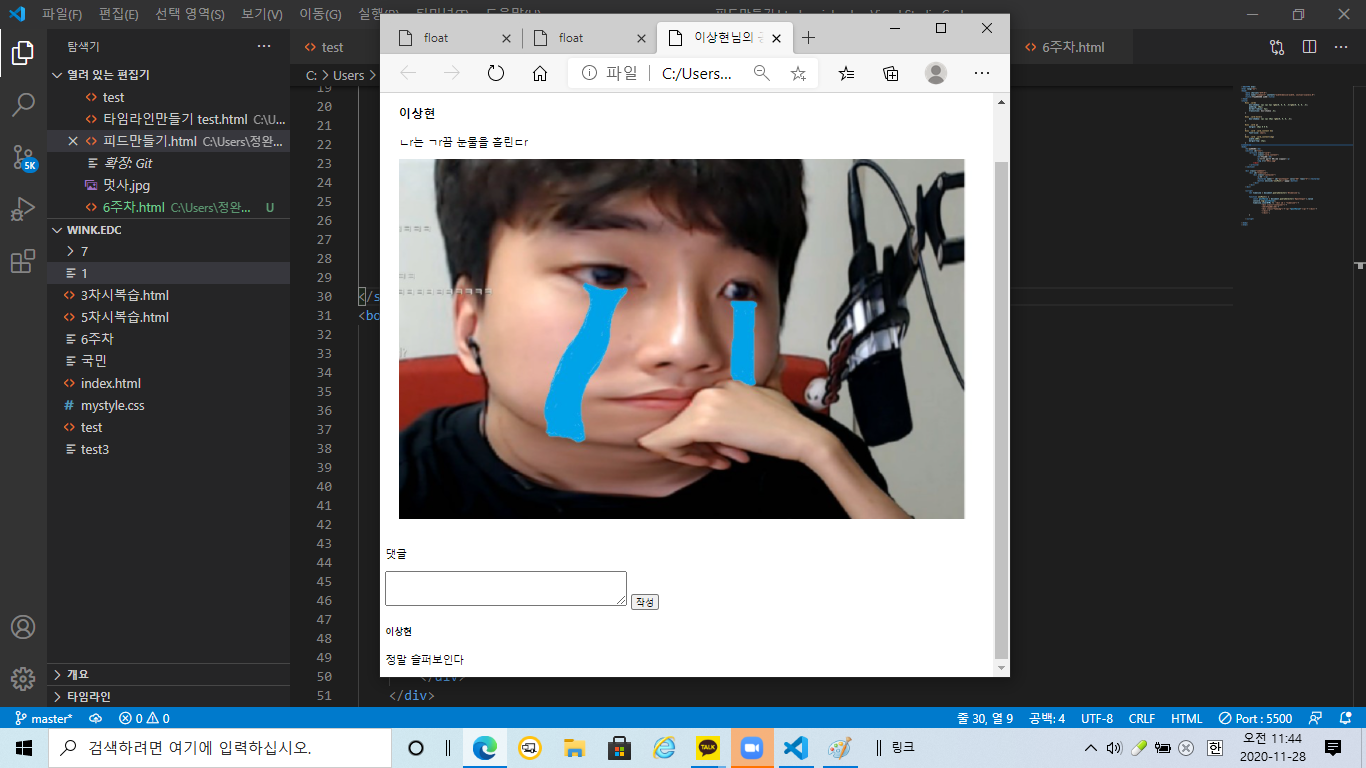 파일(F) 편집(E) 선택 영역(S) 보기(V) 이동(G)
탐색기
열려 있는 편집기
test
타임라인만들기 test.html C:\U...
피드만들기.html C:\Users\정완...
확장: Git
멋사.jpg
6주차.html C:\Users\정완... U
WINK.EDC
7
1
3차시복습.html
5차시복습.html
6주차
국민
index.html
mystyle.css
test
test3
개요
타임라인
5K
test
6주차.html
C: > Users >
19
20
21
22
23
24
25
26
27
28
29
30 </s
31 <bo
32
33
34
35
36
37
38
39
40
41
42
43
44
45
46
47
48
49
50 </div>
51 </div>
float
float
이상현님의
파일 C:/Users...
이상현
ㄴr는 ㄱr끔 눈물을 흘린ㄷr
댓글
작성
이상현
정말 슬퍼보인다
master* 0 0
줄 30, 열 9 공백: 4 UTF-8 CRLF HTML Port : 5500
검색하려면 여기에 입력하십시오.
TALK
링크
한
오전 11:44
2020-11-28